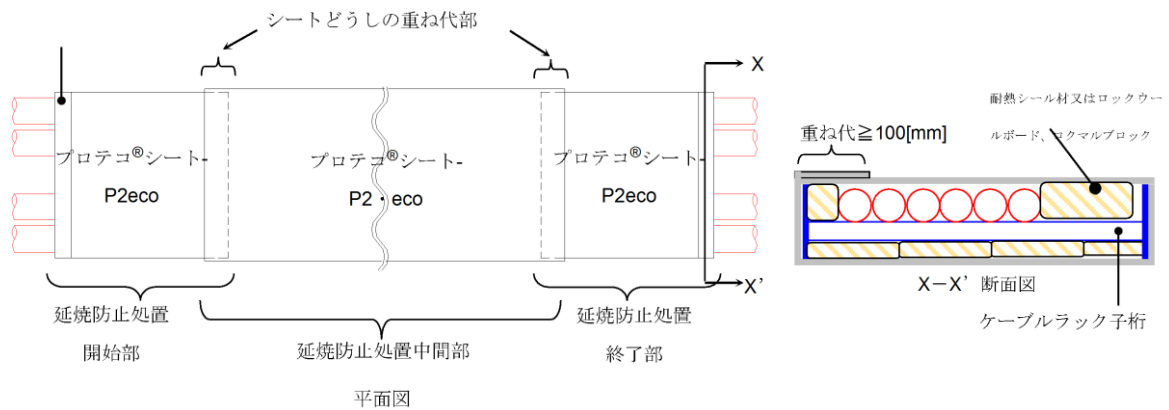 シートどうしの重ね代部
X
プロテコ®シート-
P2eco
プロテコ®シート-
P2・eco
プロテコ®シート-
P2eco
X'
延焼防止処置
開始部
延焼防止処置中間部
延焼防止処置
終了部
平面図
耐熱シール材又はロックウー
ルボード、ロクマルブロック
重ね代≧100[mm]
X－X' 断面図
ケーブルラック子桁